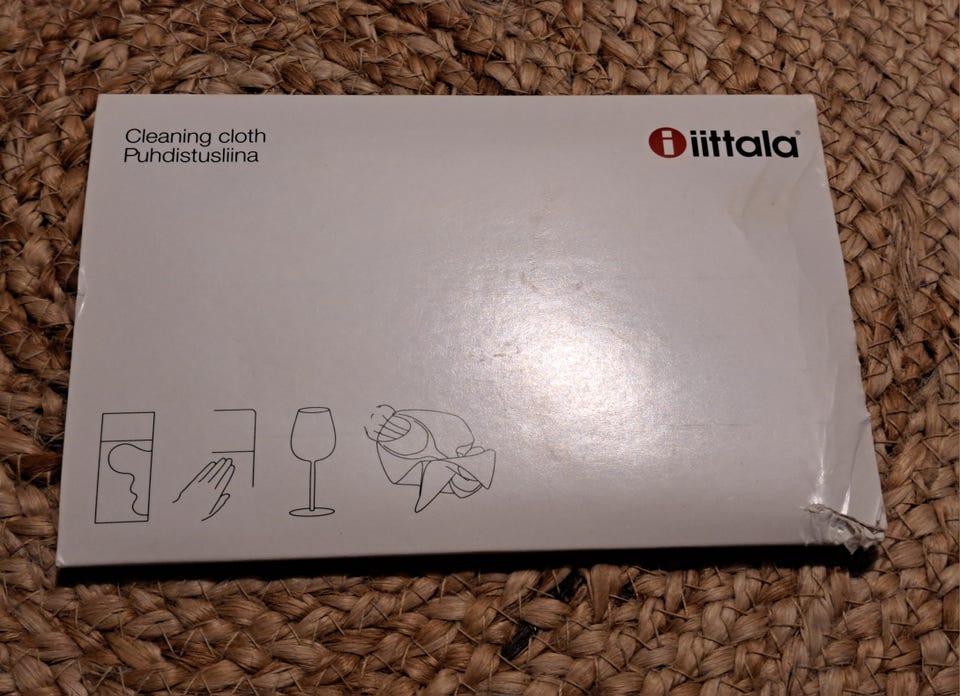 Cleaning cloth
Puhdistusliina
i iittala®